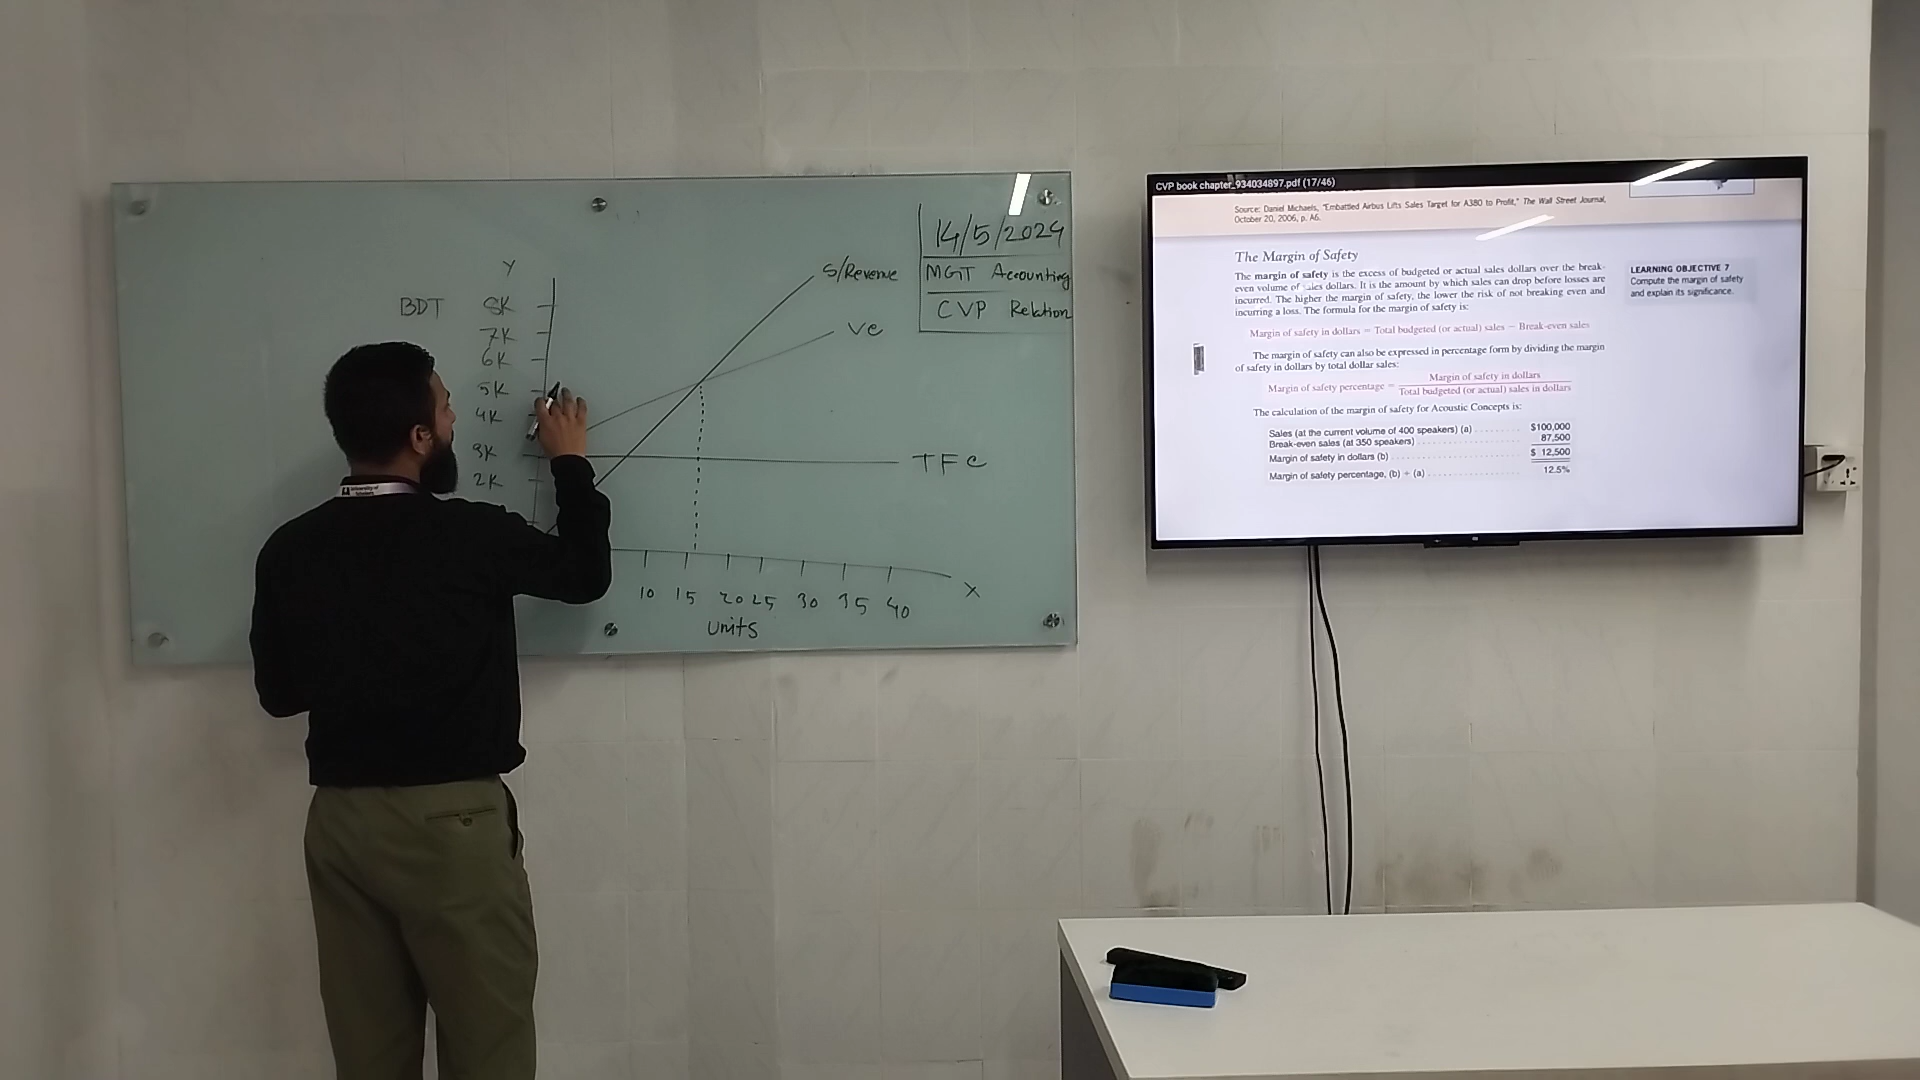 14/5/2024
MGT Accounting
CVP Relation
Y
BDT 8K
7K
6K
5K
4K
3K
2K
S/Revenue
VC
TFC
X
10 15 20 25 30 35 40
units
University of
Scholars
CVP book chapter_934034897.pdf (17/46)
Source: Daniel Michaels, "Embattled Airbus Lifts Sales Target for A380 to Profit," The Wall Street Journal,
October 20, 2006, p. A6.
The Margin of Safety
The margin of safety is the excess of budgeted or actual sales dollars over the break-
even volume of sales dollars. It is the amount by which sales can drop before losses are
incurred. The higher the margin of safety, the lower the risk of not breaking even and
incurring a loss. The formula for the margin of safety is:
Margin of safety in dollars = Total budgeted (or actual) sales − Break-even sales
The margin of safety can also be expressed in percentage form by dividing the margin
of safety in dollars by total dollar sales:
Margin of safety percentage = Margin of safety in dollars
Total budgeted (or actual) sales in dollars
The calculation of the margin of safety for Acoustic Concepts is:
Sales (at the current volume of 400 speakers) (a) . . . . . . . . . $100,000
Break-even sales (at 350 speakers) . . . . . . . . . . . . . . . . . . . . 87,500
Margin of safety in dollars (b) . . . . . . . . . . . . . . . . . . . . . . . . . $ 12,500
Margin of safety percentage, (b) ÷ (a) . . . . . . . . . . . . . . . . . . 12.5%
LEARNING OBJECTIVE 7
Compute the margin of safety
and explain its significance.